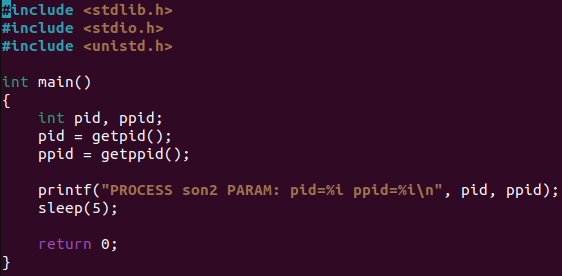 #include <stdlib.h>
#include <stdio.h>
#include <unistd.h>
int main()
{
    int pid, ppid;
    pid = getpid();
    ppid = getppid();
    printf("PROCESS son2 PARAM: pid=%i ppid=%i\n", pid, ppid);
    sleep(5);
    return 0;
}